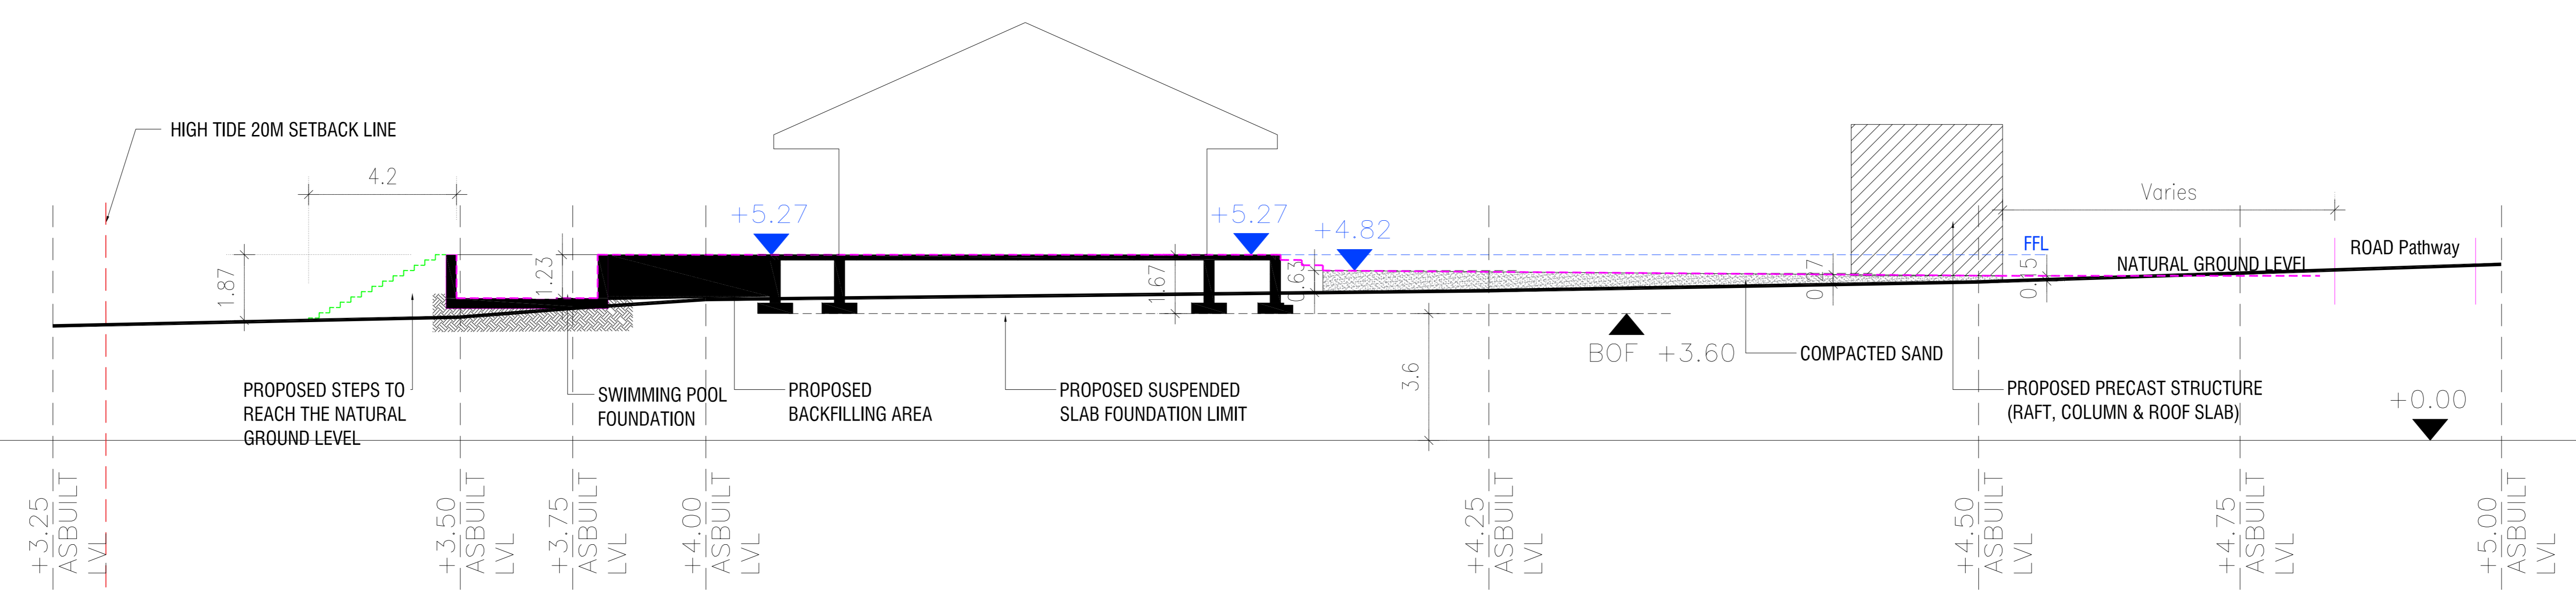 HIGH TIDE 20M SETBACK LINE
4.2
Varies
+5.27
+5.27
+4.82
FFL
ROAD Pathway
NATURAL GROUND LEVEL
1.87
1.23
1.67
0.63
0.27
0.15
BOF +3.60
COMPACTED SAND
3.6
PROPOSED STEPS TO
REACH THE NATURAL
GROUND LEVEL
SWIMMING POOL
FOUNDATION
PROPOSED
BACKFILLING AREA
PROPOSED SUSPENDED
SLAB FOUNDATION LIMIT
PROPOSED PRECAST STRUCTURE
(RAFT, COLUMN & ROOF SLAB)
+0.00
+3.25
ASBUILT
LVL
+3.50
ASBUILT
LVL
+3.75
ASBUILT
LVL
+4.00
ASBUILT
LVL
+4.25
ASBUILT
LVL
+4.50
ASBUILT
LVL
+4.75
ASBUILT
LVL
+5.00
ASBUILT
LVL